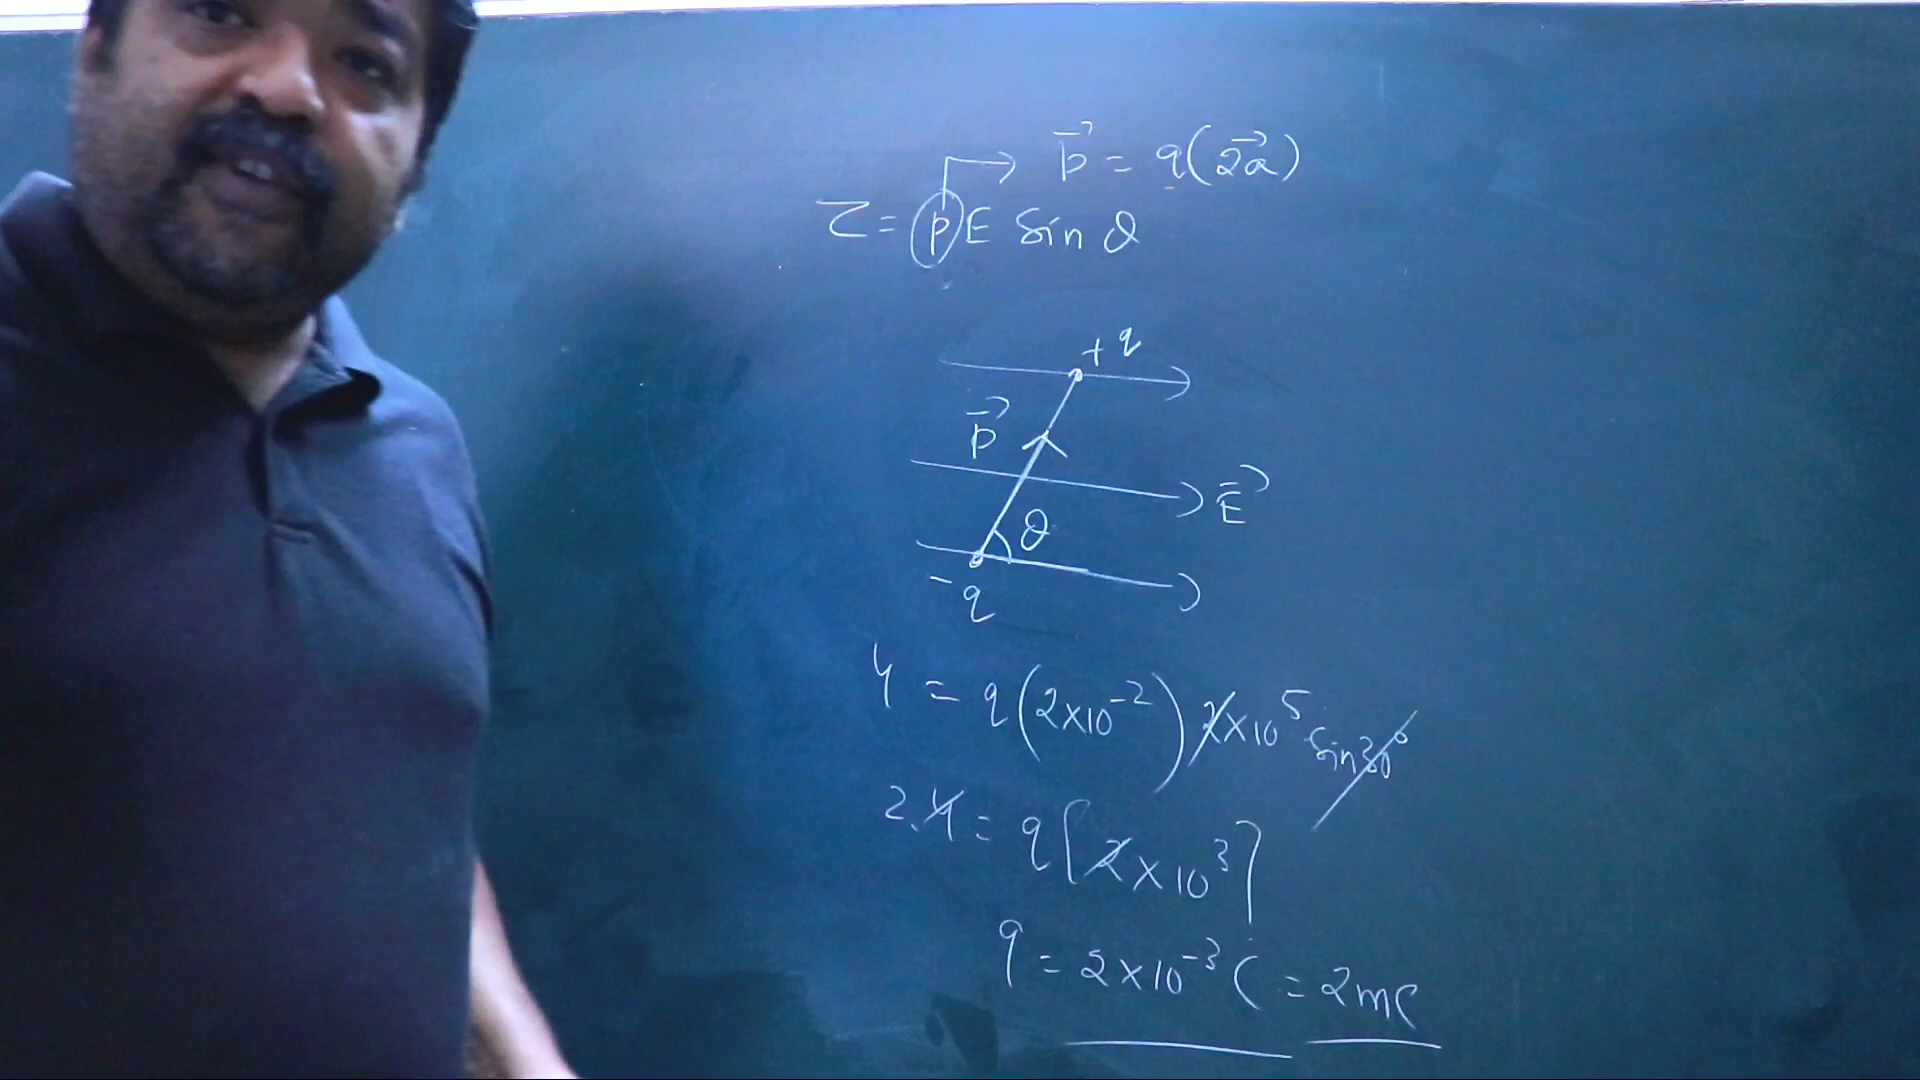 p⃗ = q(2a⃗)
τ = pE Sin θ
+ q
p⃗
E⃗
θ
- q
4 = q(2×10⁻²) 2×10⁵ sin30°
2.4 = q[2×10³]
q = 2×10⁻³ C = 2mC